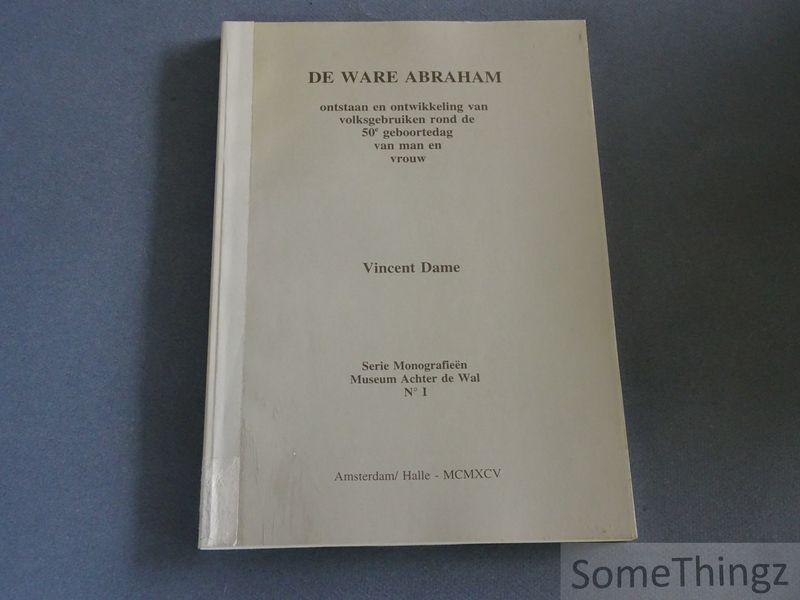 DE WARE ABRAHAM
ontstaan en ontwikkeling van
volksgebruiken rond de
50e geboortedag
van man en
vrouw
Vincent Dame
Serie Monografieën
Museum Achter de Wal
N° I
Amsterdam/ Halle - MCMXCV
SomeThingz